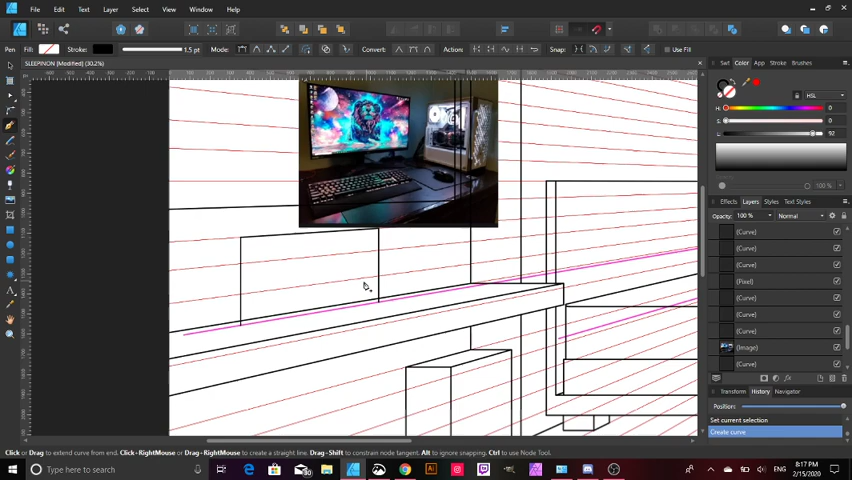 File Edit Text Layer Select View Window Help
Pen Fill: Stroke: 1.5 pt Mode: Convert: Action: Snap: Use Fill
SLEEPINON (Modified) (30.2%)
Set Color App Stroke Brushes
HSL
H: 0
S: 0
L: 92
100 %
Effects Layers Styles Text Styles
Opacity: 100 % Normal
(Curve)
(Curve)
(Curve)
(Pixel)
(Curve)
(Curve)
(Curve)
(Image)
(Curve)
Transform History Navigator
Position:
Set current selection
Create curve
Click or Drag to extend curve from end. Click+RightMouse or Drag+RightMouse to create a straight line. Drag+Shift to constrain node tangent. Alt to ignore snapping. Ctrl to use Node Tool.
Type here to search
ENG
8:17 PM
2/15/2020